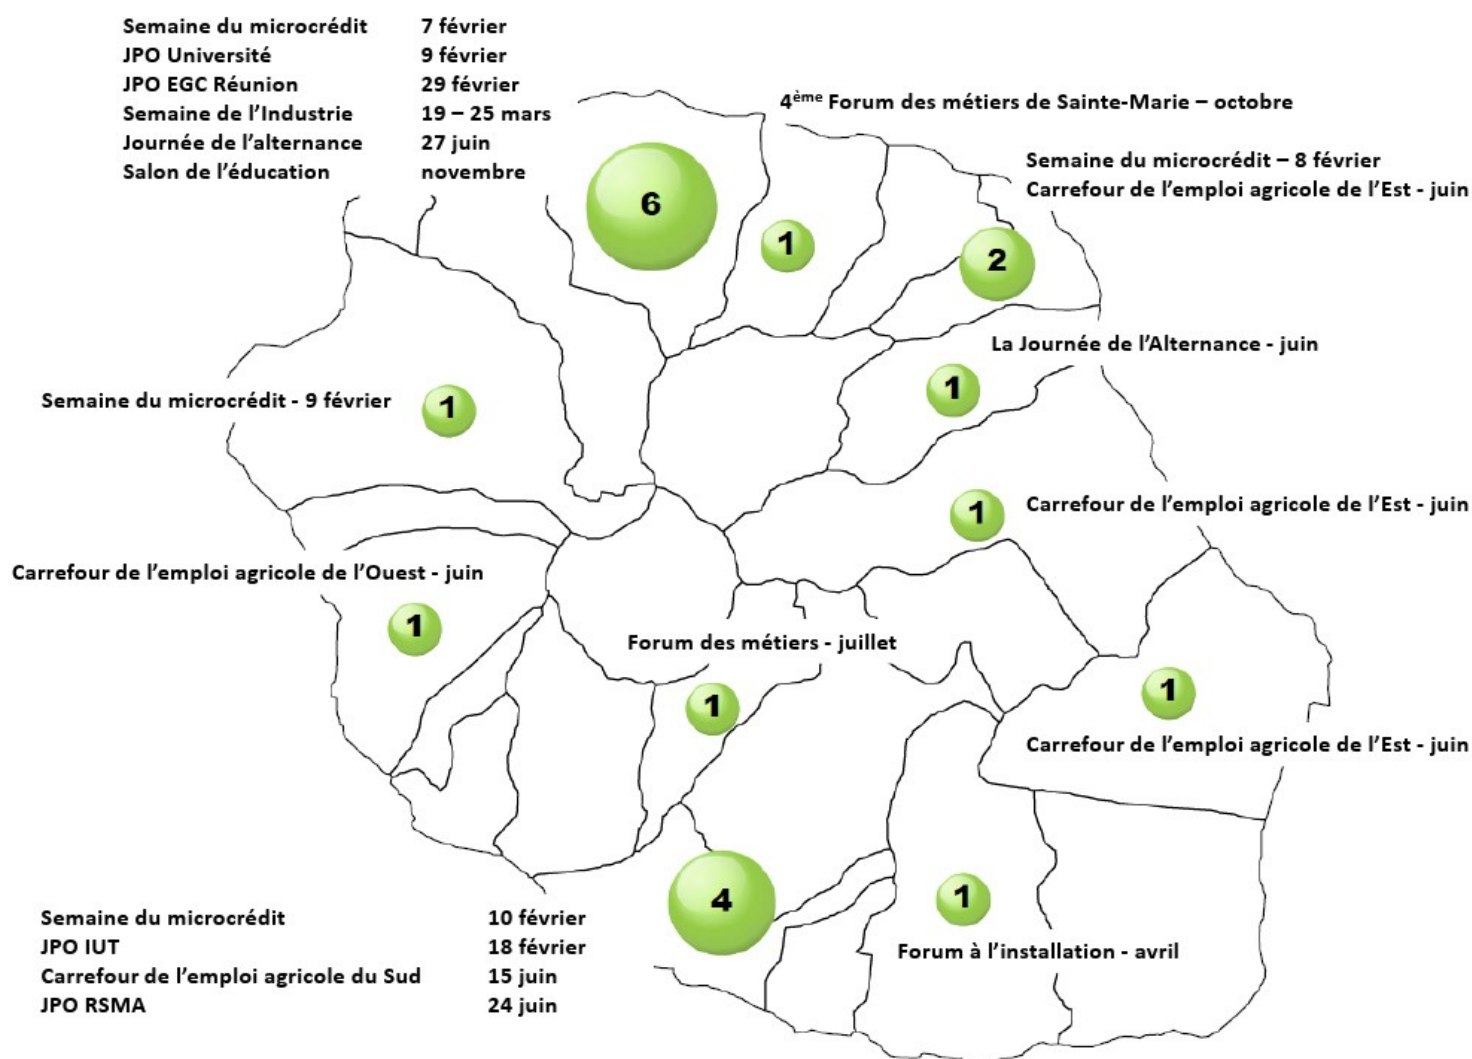 Semaine du microcrédit 7 février
JPO Université 9 février
JPO EGC Réunion 29 février
Semaine de l'Industrie 19 – 25 mars
Journée de l'alternance 27 juin
Salon de l'éducation novembre
4ème Forum des métiers de Sainte-Marie – octobre
Semaine du microcrédit – 8 février
Carrefour de l'emploi agricole de l'Est - juin
6
1
2
La Journée de l'Alternance - juin
1
Semaine du microcrédit - 9 février
1
Carrefour de l'emploi agricole de l'Est - juin
1
Carrefour de l'emploi agricole de l'Ouest - juin
1
Forum des métiers - juillet
1
1
Carrefour de l'emploi agricole de l'Est - juin
4
1
Semaine du microcrédit 10 février
JPO IUT 18 février
Carrefour de l'emploi agricole du Sud 15 juin
JPO RSMA 24 juin
Forum à l'installation - avril